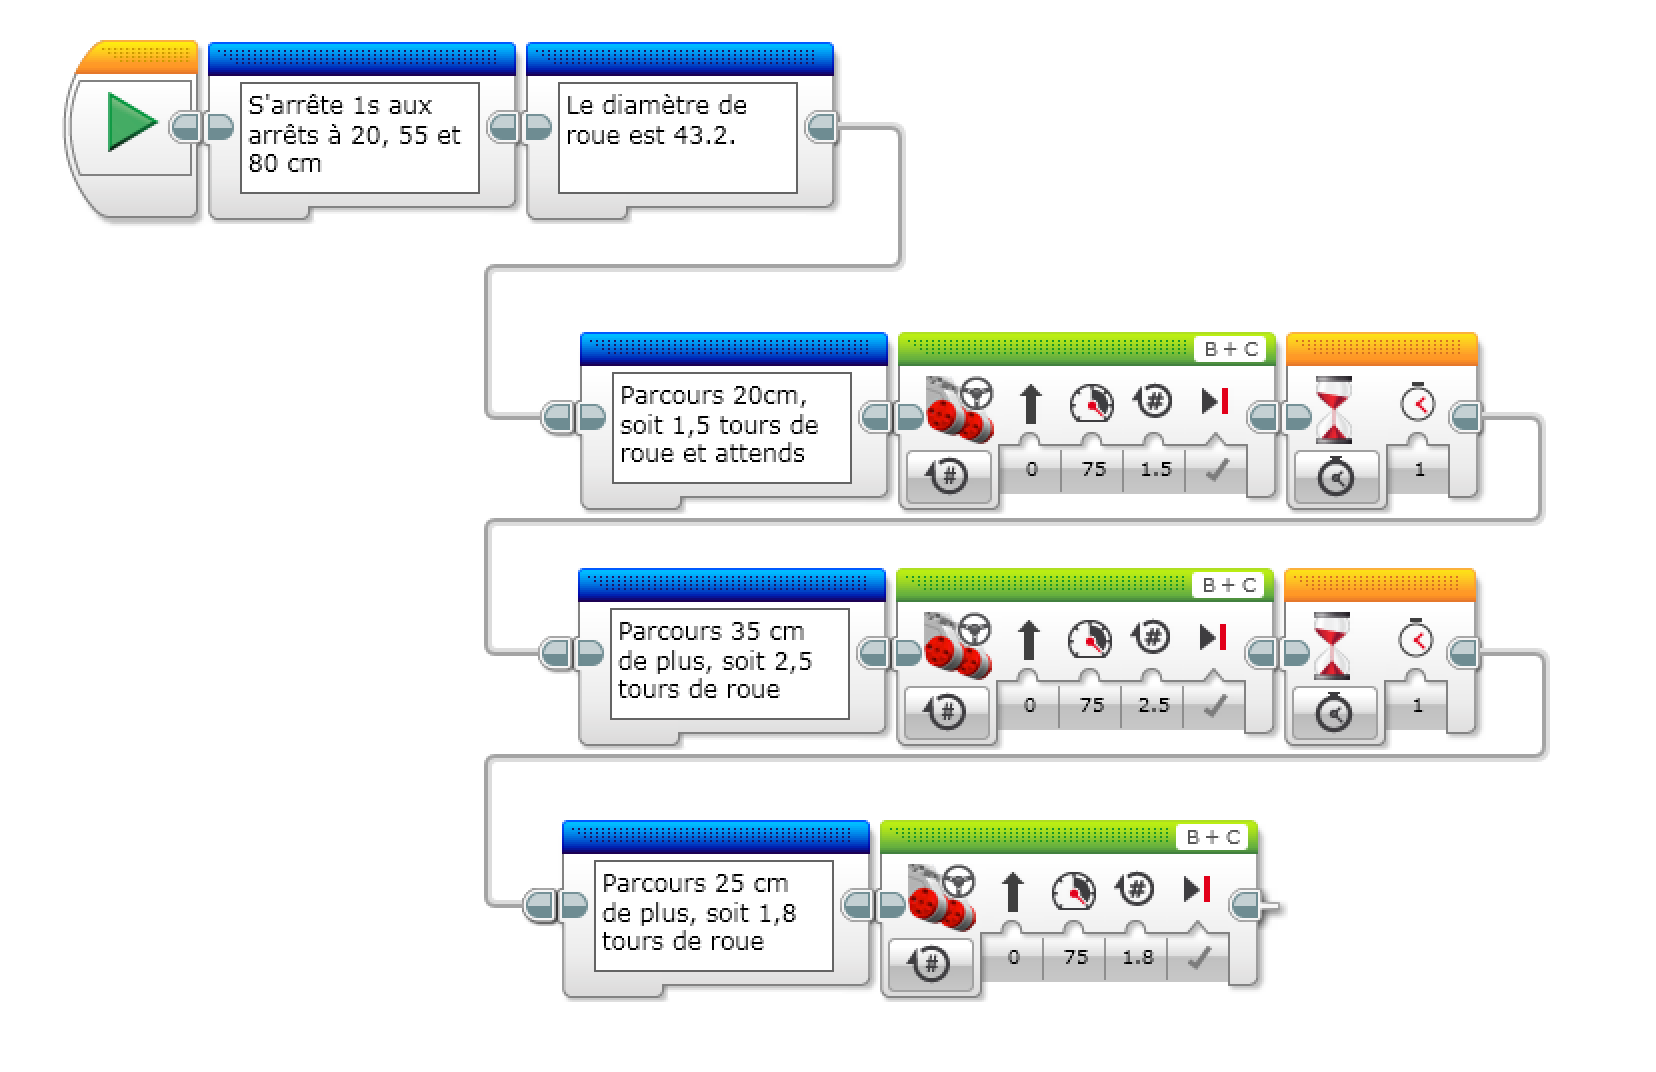 S'arrête 1s aux
arrêts à 20, 55 et
80 cm
Le diamètre de
roue est 43.2.
Parcours 20cm,
soit 1,5 tours de
roue et attends
B + C
#
#
0 75 1.5
1
Parcours 35 cm
de plus, soit 2,5
tours de roue
B + C
#
#
0 75 2.5
1
Parcours 25 cm
de plus, soit 1,8
tours de roue
B + C
#
#
0 75 1.8